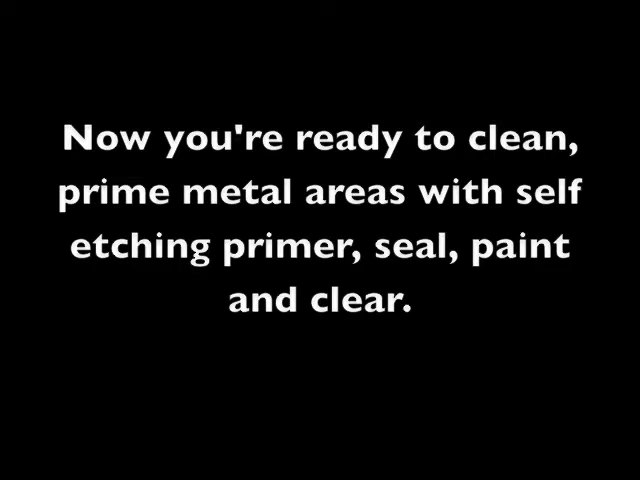 Now you're ready to clean,
prime metal areas with self
etching primer, seal, paint
and clear.